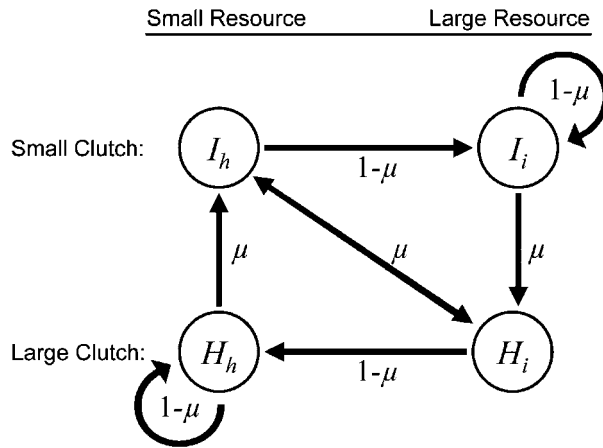 Small Resource Large Resource
1-μ
Small Clutch: I_h I_i
1-μ
μ μ μ
Large Clutch: H_h H_i
1-μ
1-μ